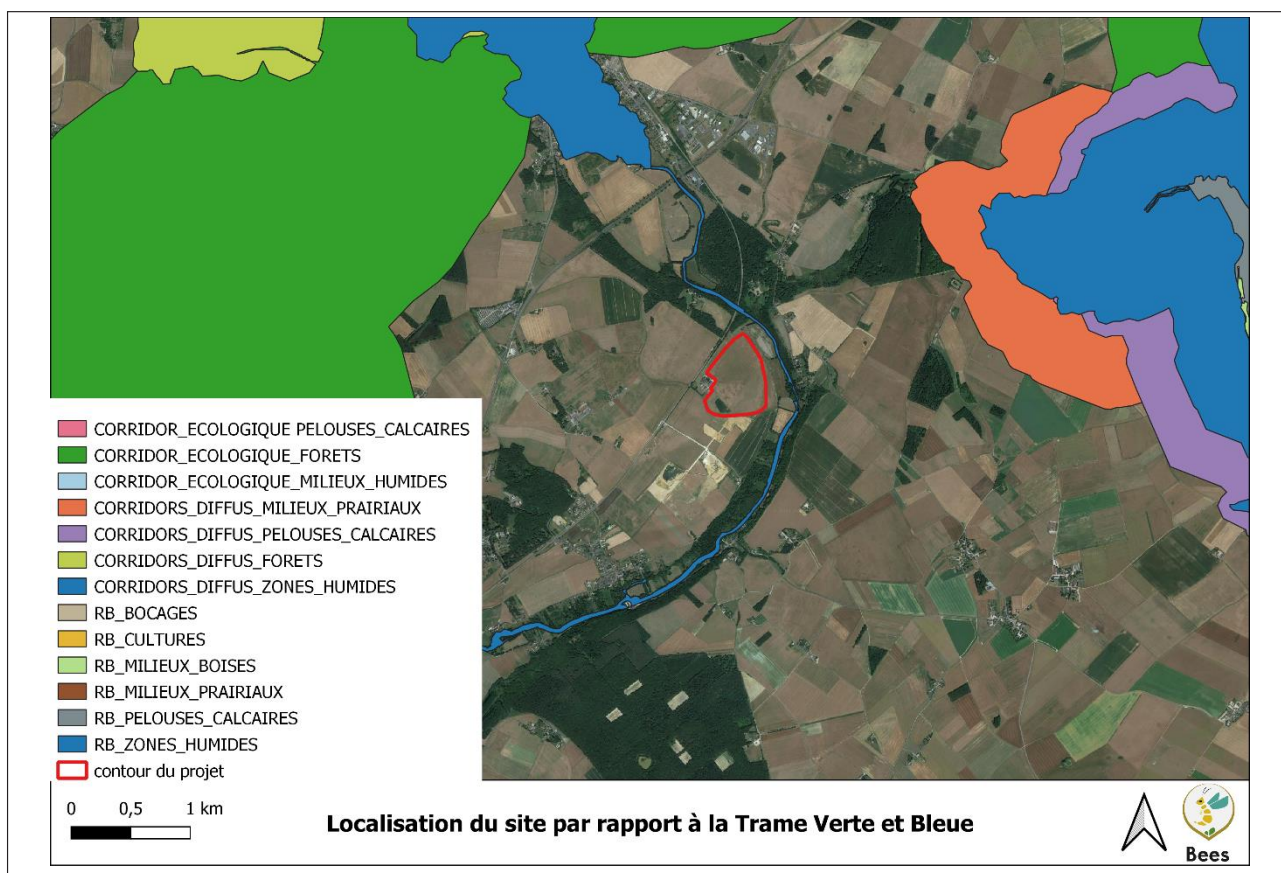 CORRIDOR_ECOLOGIQUE PELOUSES_CALCAIRES
CORRIDOR_ECOLOGIQUE_FORETS
CORRIDOR_ECOLOGIQUE_MILIEUX_HUMIDES
CORRIDORS_DIFFUS_MILIEUX_PRAIRIAUX
CORRIDORS_DIFFUS_PELOUSES_CALCAIRES
CORRIDORS_DIFFUS_FORETS
CORRIDORS_DIFFUS_ZONES_HUMIDES
RB_BOCAGES
RB_CULTURES
RB_MILIEUX_BOISES
RB_MILIEUX_PRAIRIAUX
RB_PELOUSES_CALCAIRES
RB_ZONES_HUMIDES
contour du projet
0 0,5 1 km
Localisation du site par rapport à la Trame Verte et Bleue
Bees